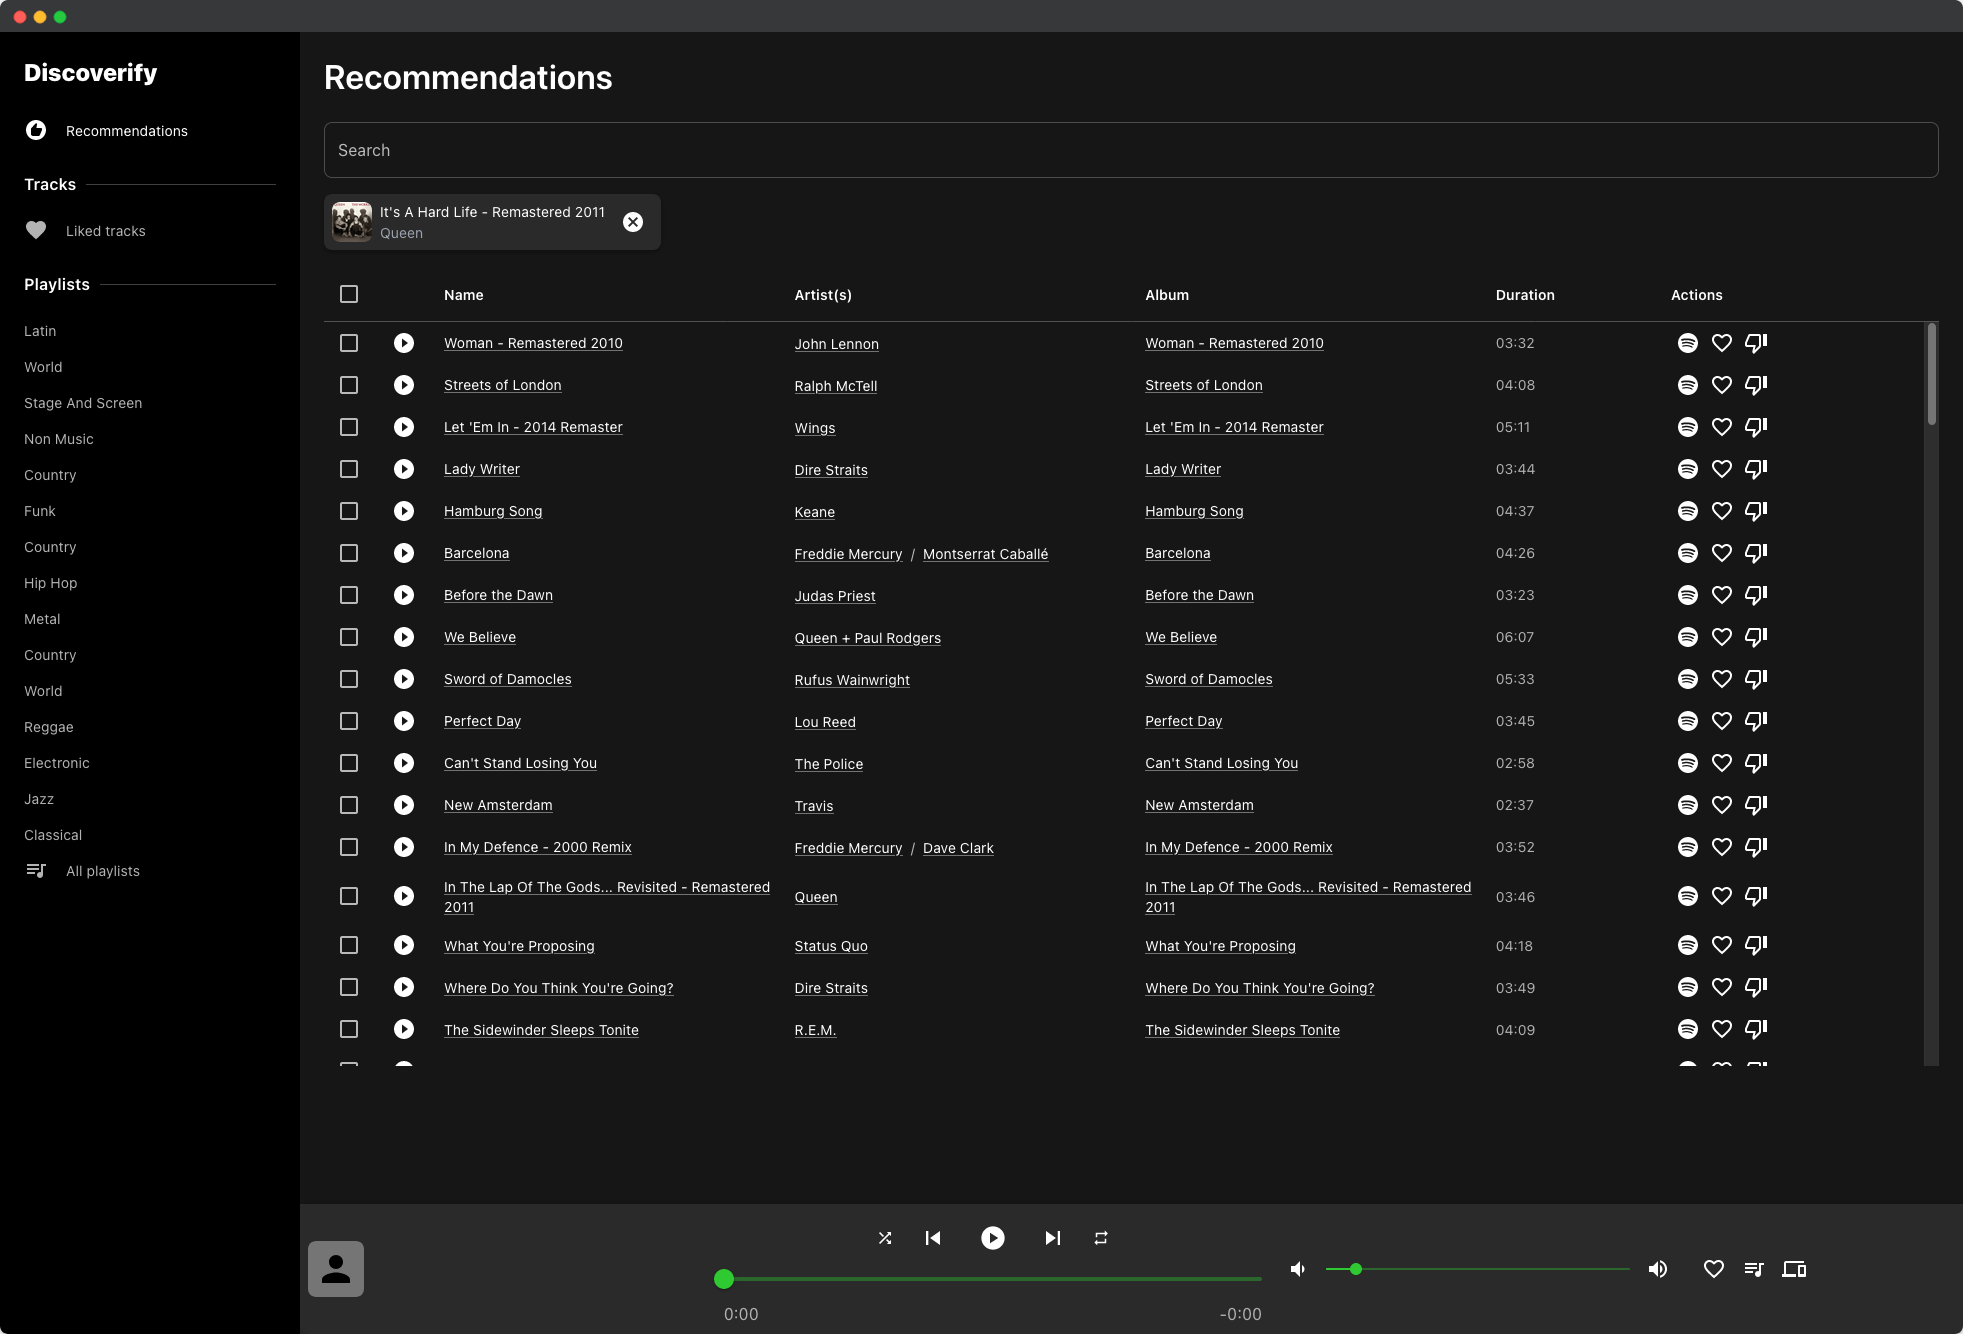 Discoverify
Recommendations
Tracks
Liked tracks
Playlists
Latin
World
Stage And Screen
Non Music
Country
Funk
Country
Hip Hop
Metal
Country
World
Reggae
Electronic
Jazz
Classical
All playlists
Recommendations
Search
It's A Hard Life - Remastered 2011
Queen
Name Artist(s) Album Duration Actions
Woman - Remastered 2010 John Lennon Woman - Remastered 2010 03:32
Streets of London Ralph McTell Streets of London 04:08
Let 'Em In - 2014 Remaster Wings Let 'Em In - 2014 Remaster 05:11
Lady Writer Dire Straits Lady Writer 03:44
Hamburg Song Keane Hamburg Song 04:37
Barcelona Freddie Mercury / Montserrat Caballé Barcelona 04:26
Before the Dawn Judas Priest Before the Dawn 03:23
We Believe Queen + Paul Rodgers We Believe 06:07
Sword of Damocles Rufus Wainwright Sword of Damocles 05:33
Perfect Day Lou Reed Perfect Day 03:45
Can't Stand Losing You The Police Can't Stand Losing You 02:58
New Amsterdam Travis New Amsterdam 02:37
In My Defence - 2000 Remix Freddie Mercury / Dave Clark In My Defence - 2000 Remix 03:52
In The Lap Of The Gods... Revisited - Remastered 2011 Queen In The Lap Of The Gods... Revisited - Remastered 2011 03:46
What You're Proposing Status Quo What You're Proposing 04:18
Where Do You Think You're Going? Dire Straits Where Do You Think You're Going? 03:49
The Sidewinder Sleeps Tonite R.E.M. The Sidewinder Sleeps Tonite 04:09
0:00 -0:00